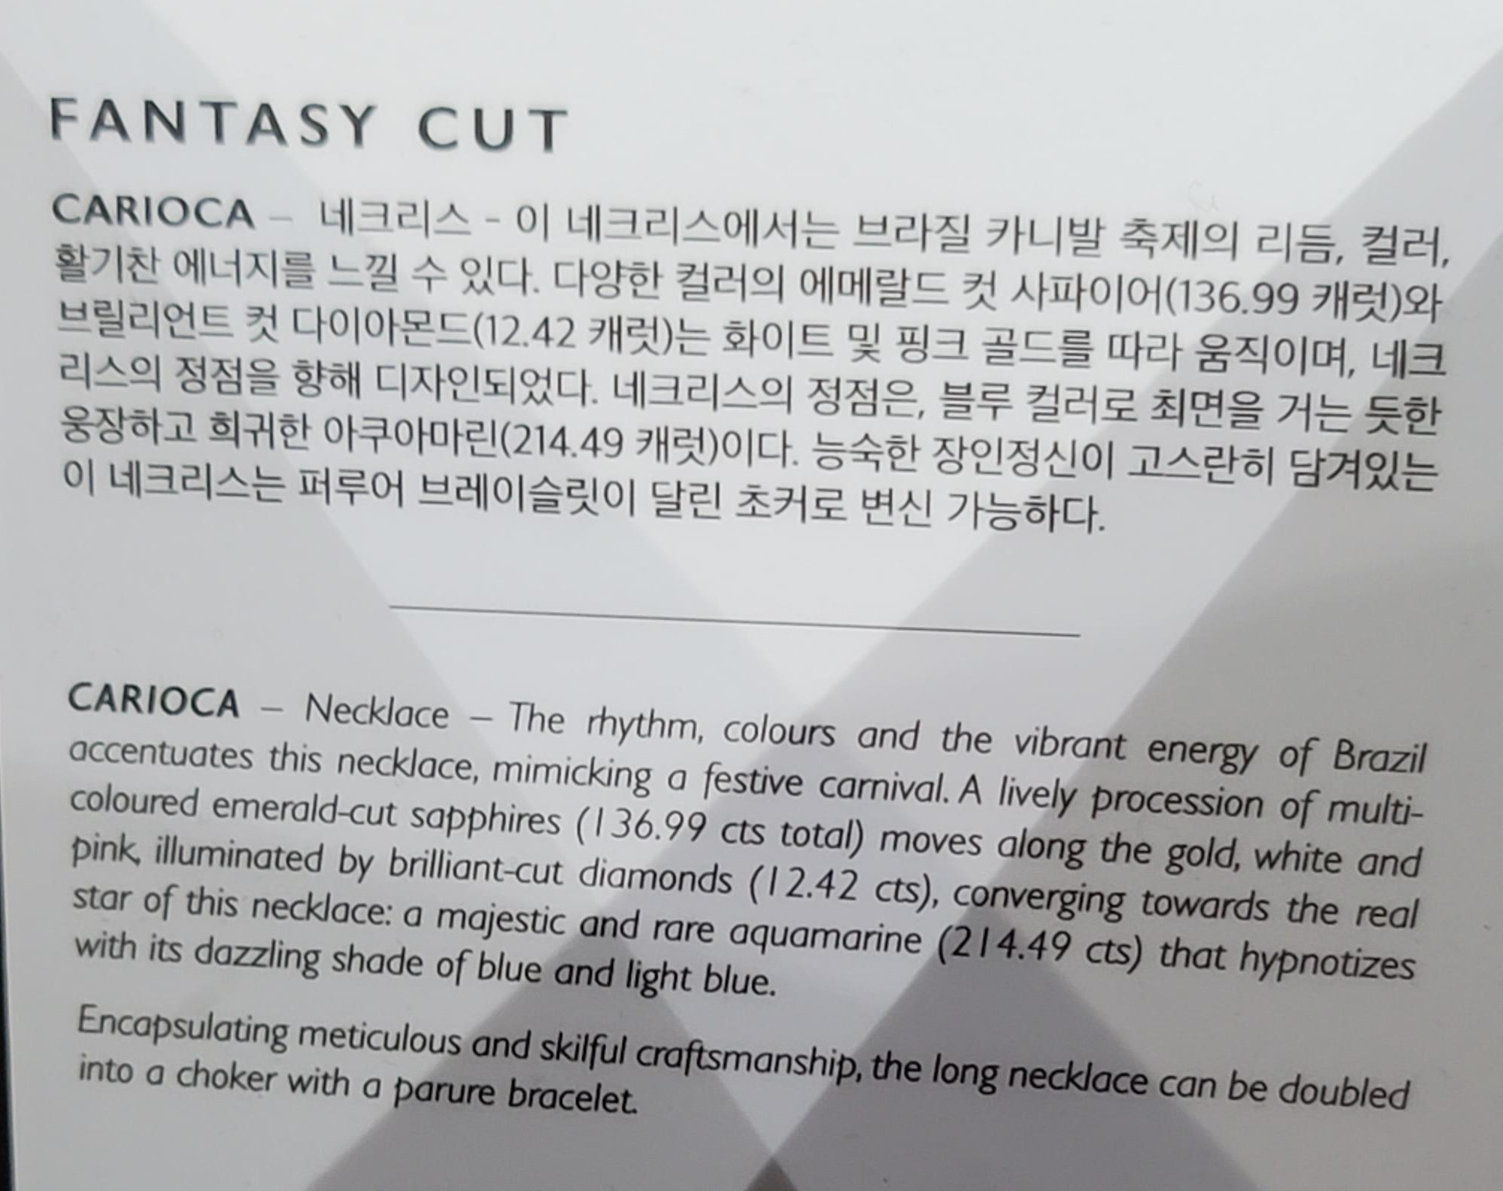 FANTASY CUT
CARIOCA – 네크리스 - 이 네크리스에서는 브라질 카니발 축제의 리듬, 컬러,
활기찬 에너지를 느낄 수 있다. 다양한 컬러의 에메랄드 컷 사파이어(136.99 캐럿)와
브릴리언트 컷 다이아몬드(12.42 캐럿)는 화이트 및 핑크 골드를 따라 움직이며, 네크
리스의 정점을 향해 디자인되었다. 네크리스의 정점은, 블루 컬러로 최면을 거는 듯한
웅장하고 희귀한 아쿠아마린(214.49 캐럿)이다. 능숙한 장인정신이 고스란히 담겨있는
이 네크리스는 퍼루어 브레이슬릿이 달린 초커로 변신 가능하다.
CARIOCA – Necklace – The rhythm, colours and the vibrant energy of Brazil
accentuates this necklace, mimicking a festive carnival. A lively procession of multi-
coloured emerald-cut sapphires (136.99 cts total) moves along the gold, white and
pink, illuminated by brilliant-cut diamonds (12.42 cts), converging towards the real
star of this necklace: a majestic and rare aquamarine (214.49 cts) that hypnotizes
with its dazzling shade of blue and light blue.
Encapsulating meticulous and skilful craftsmanship, the long necklace can be doubled
into a choker with a parure bracelet.